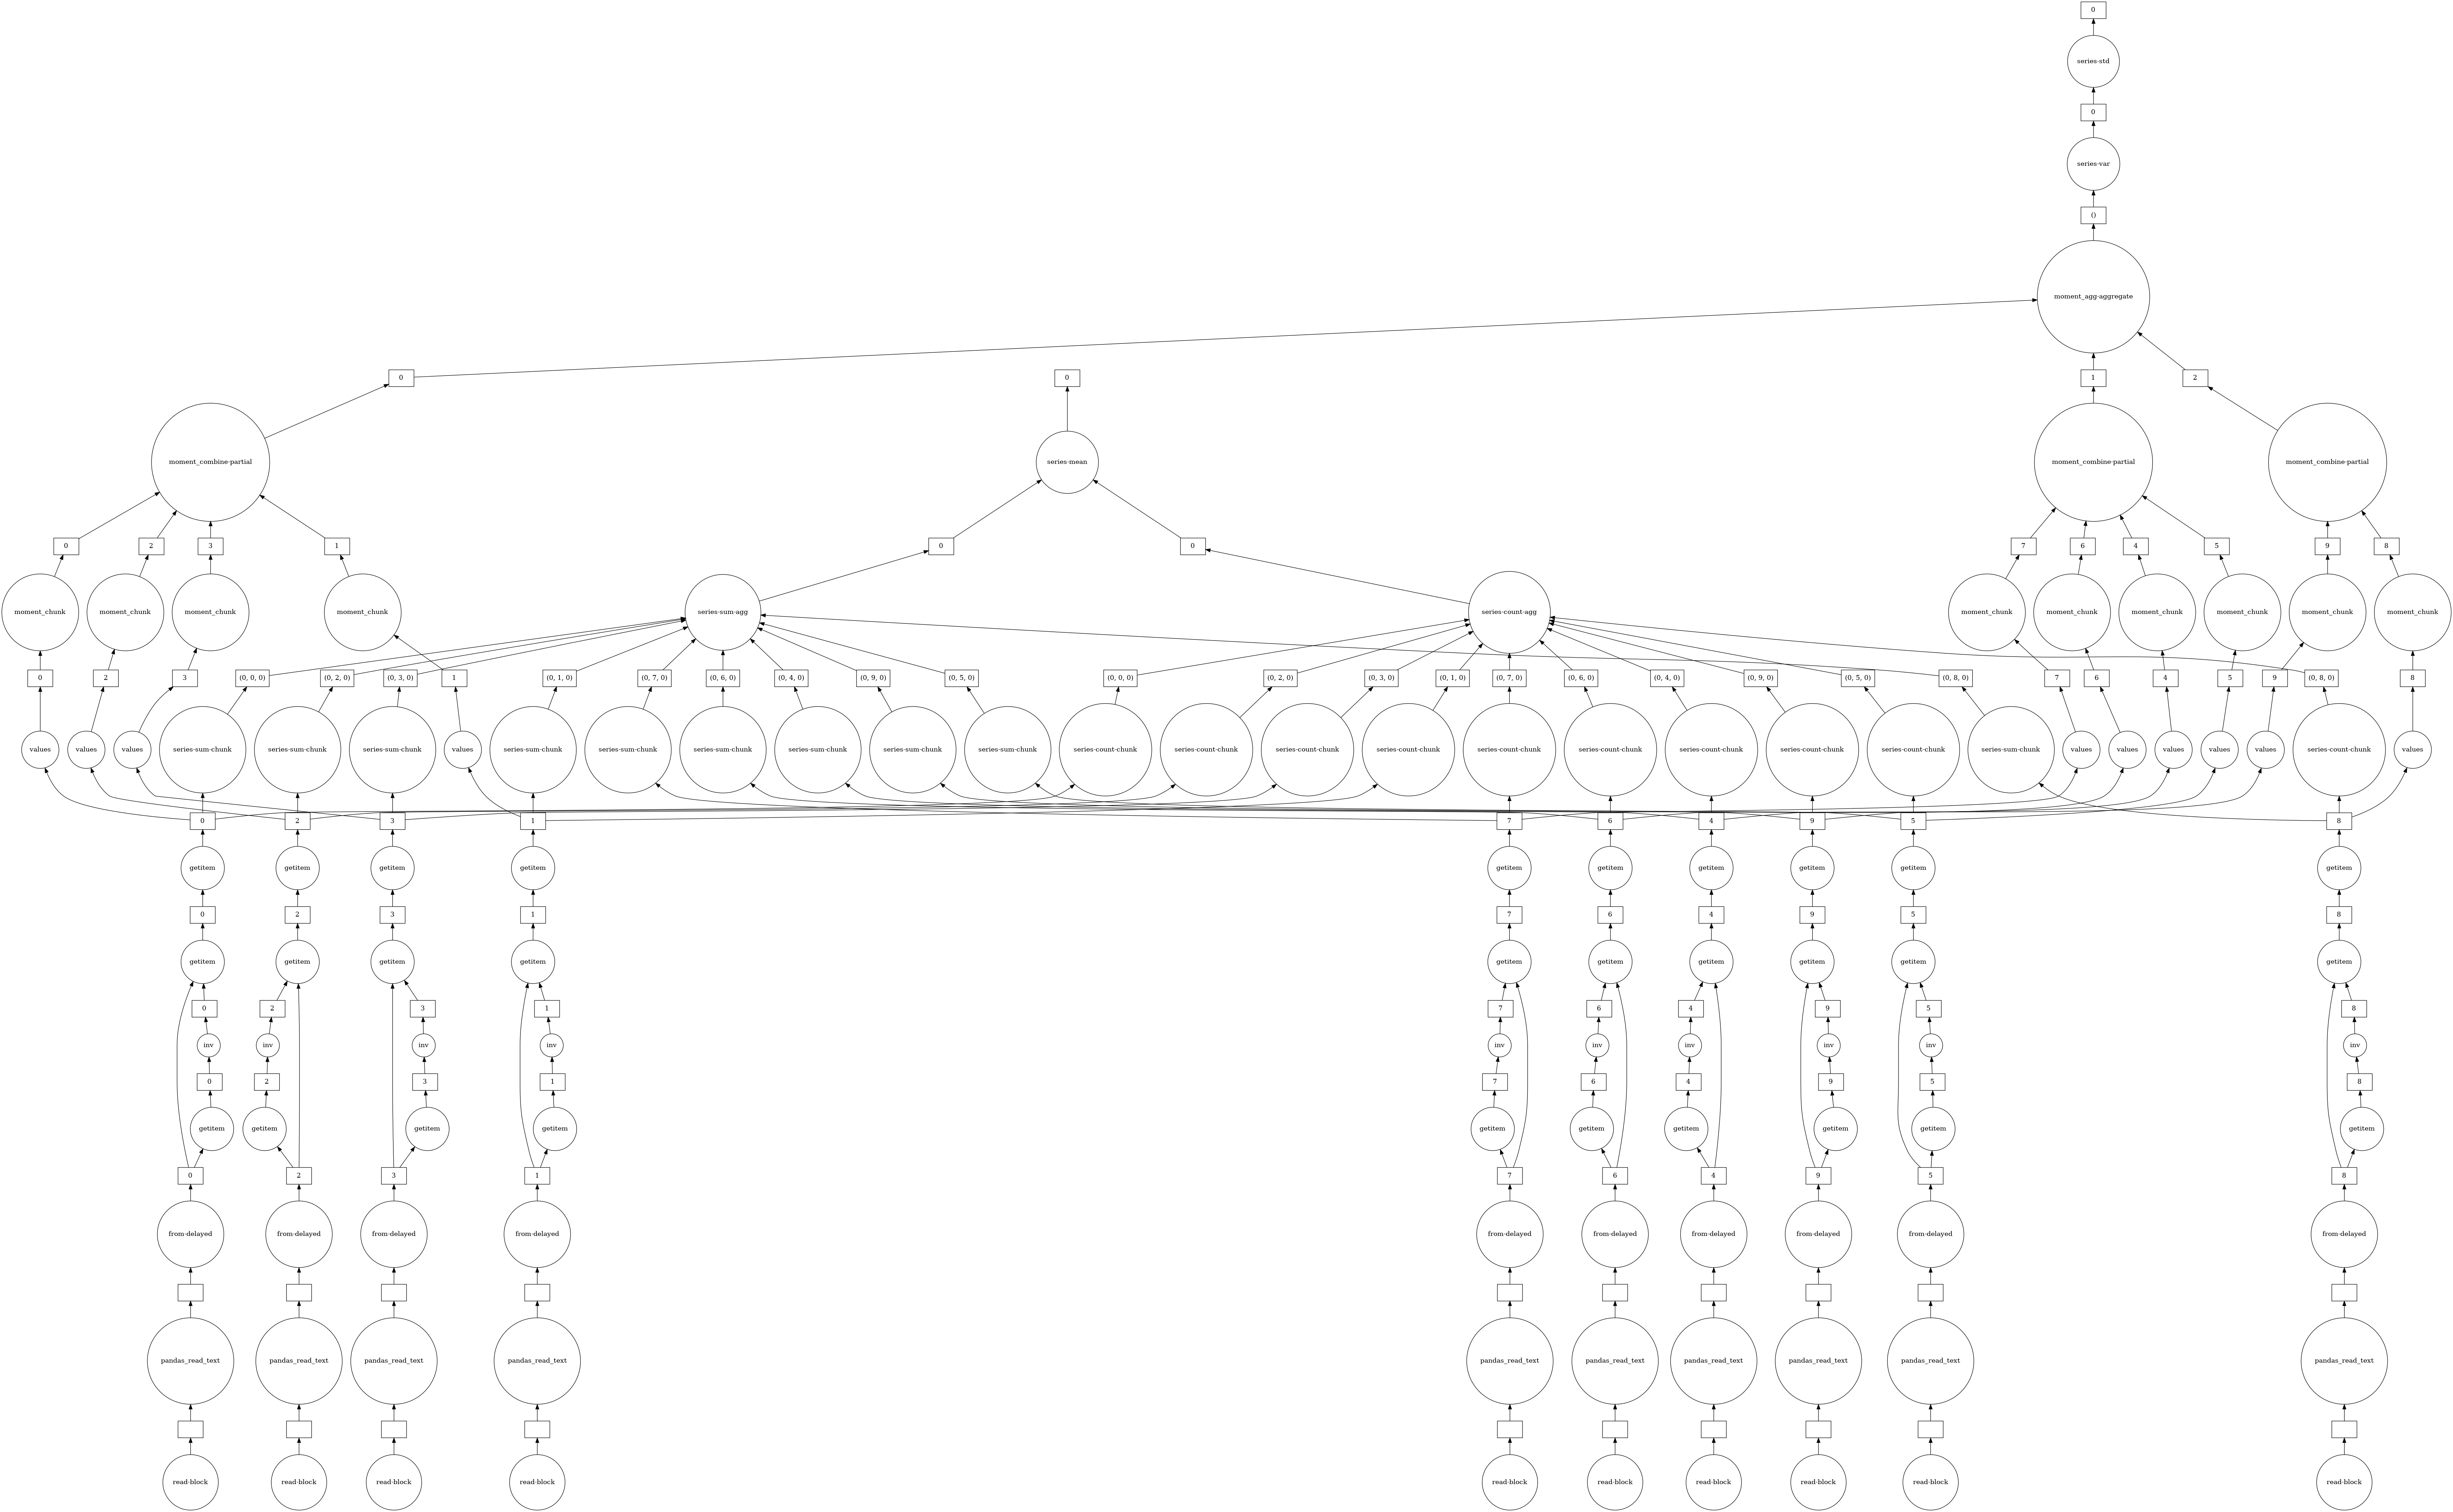 0
series-std
0
series-var
()
moment_agg-aggregate
0 0 1 2
moment_combine-partial series-mean moment_combine-partial moment_combine-partial
0 2 3 1 0 0 7 6 4 5 9 8
moment_chunk moment_chunk moment_chunk moment_chunk series-sum-agg series-count-agg moment_chunk moment_chunk moment_chunk moment_chunk moment_chunk moment_chunk
0 2 3 (0, 0, 0) (0, 2, 0) (0, 3, 0) 1 (0, 1, 0) (0, 7, 0) (0, 6, 0) (0, 4, 0) (0, 9, 0) (0, 5, 0) (0, 0, 0) (0, 2, 0) (0, 3, 0) (0, 1, 0) (0, 7, 0) (0, 6, 0) (0, 4, 0) (0, 9, 0) (0, 5, 0) (0, 8, 0) 7 6 4 5 9 (0, 8, 0) 8
values values values series-sum-chunk series-sum-chunk series-sum-chunk values series-sum-chunk series-sum-chunk series-sum-chunk series-sum-chunk series-sum-chunk series-sum-chunk series-count-chunk series-count-chunk series-count-chunk series-count-chunk series-count-chunk series-count-chunk series-count-chunk series-count-chunk series-count-chunk series-sum-chunk values values values values values series-count-chunk values
0 2 3 1 7 6 4 9 5 8
getitem getitem getitem getitem getitem getitem getitem getitem getitem getitem
0 2 3 1 7 6 4 9 5 8
getitem getitem getitem getitem getitem getitem getitem getitem getitem getitem
0 2 3 1 7 6 4 9 5 8
inv inv inv inv inv inv inv inv inv inv
0 2 3 1 7 6 4 9 5 8
getitem getitem getitem getitem getitem getitem getitem getitem getitem getitem
0 2 3 1 7 6 4 9 5 8
from-delayed from-delayed from-delayed from-delayed from-delayed from-delayed from-delayed from-delayed from-delayed from-delayed
pandas_read_text pandas_read_text pandas_read_text pandas_read_text pandas_read_text pandas_read_text pandas_read_text pandas_read_text pandas_read_text pandas_read_text
read-block read-block read-block read-block read-block read-block read-block read-block read-block read-block